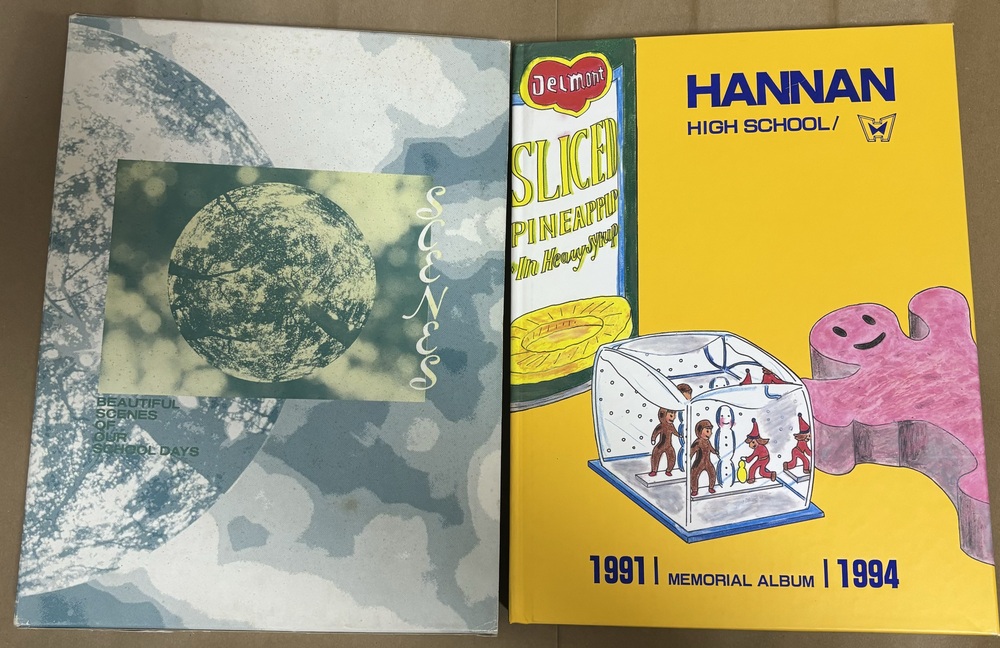 SCENES
BEAUTIFUL
SCENES
OF
OUR
SCHOOL DAYS
Delmont
SLICED
PINEAPPLP
In Heavy syrup
HANNAN
HIGH SCHOOL/
1991 | MEMORIAL ALBUM | 1994